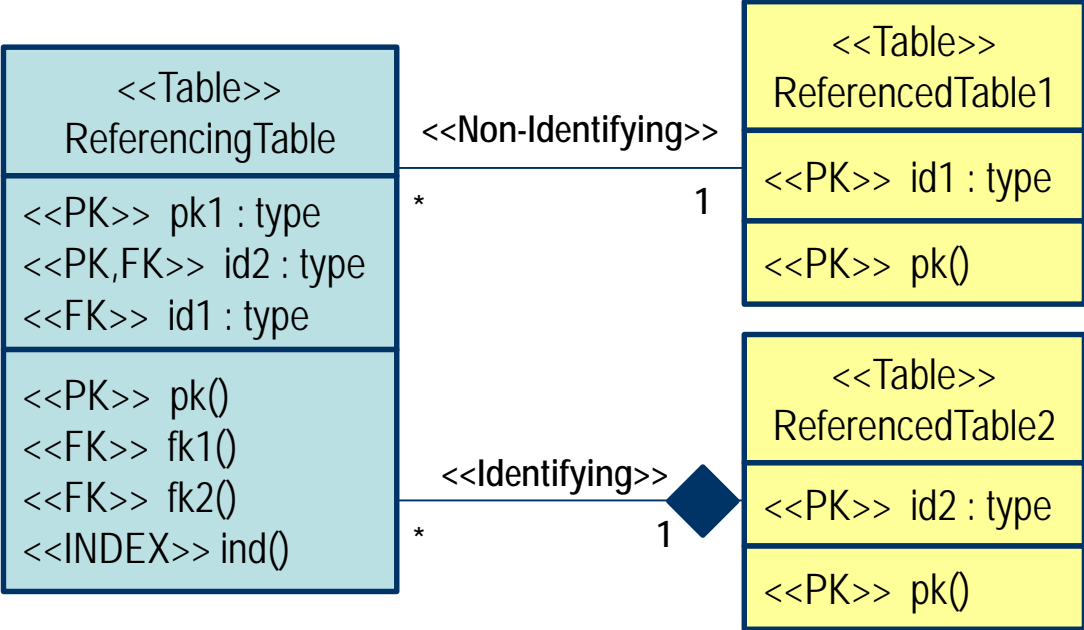 <<Table>>
ReferencingTable
<<PK>> pk1 : type
<<PK,FK>> id2 : type
<<FK>> id1 : type
<<PK>> pk()
<<FK>> fk1()
<<FK>> fk2()
<<INDEX>> ind()
<<Non-Identifying>>
* 1
<<Table>>
ReferencedTable1
<<PK>> id1 : type
<<PK>> pk()
<<Identifying>>
* 1
<<Table>>
ReferencedTable2
<<PK>> id2 : type
<<PK>> pk()